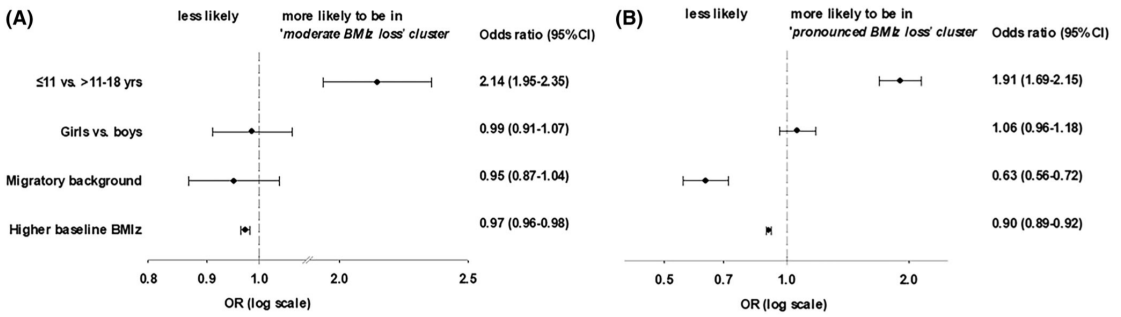 (A)
less likely
more likely to be in
'moderate BMIz loss' cluster
Odds ratio (95%CI)
≤11 vs. >11-18 yrs
2.14 (1.95-2.35)
Girls vs. boys
0.99 (0.91-1.07)
Migratory background
0.95 (0.87-1.04)
Higher baseline BMIz
0.97 (0.96-0.98)
0.8 0.9 1.0 2.0 2.5
OR (log scale)
(B)
less likely
more likely to be in
'pronounced BMIz loss' cluster
Odds ratio (95%CI)
1.91 (1.69-2.15)
1.06 (0.96-1.18)
0.63 (0.56-0.72)
0.90 (0.89-0.92)
0.5 0.7 1.0 2.0
OR (log scale)